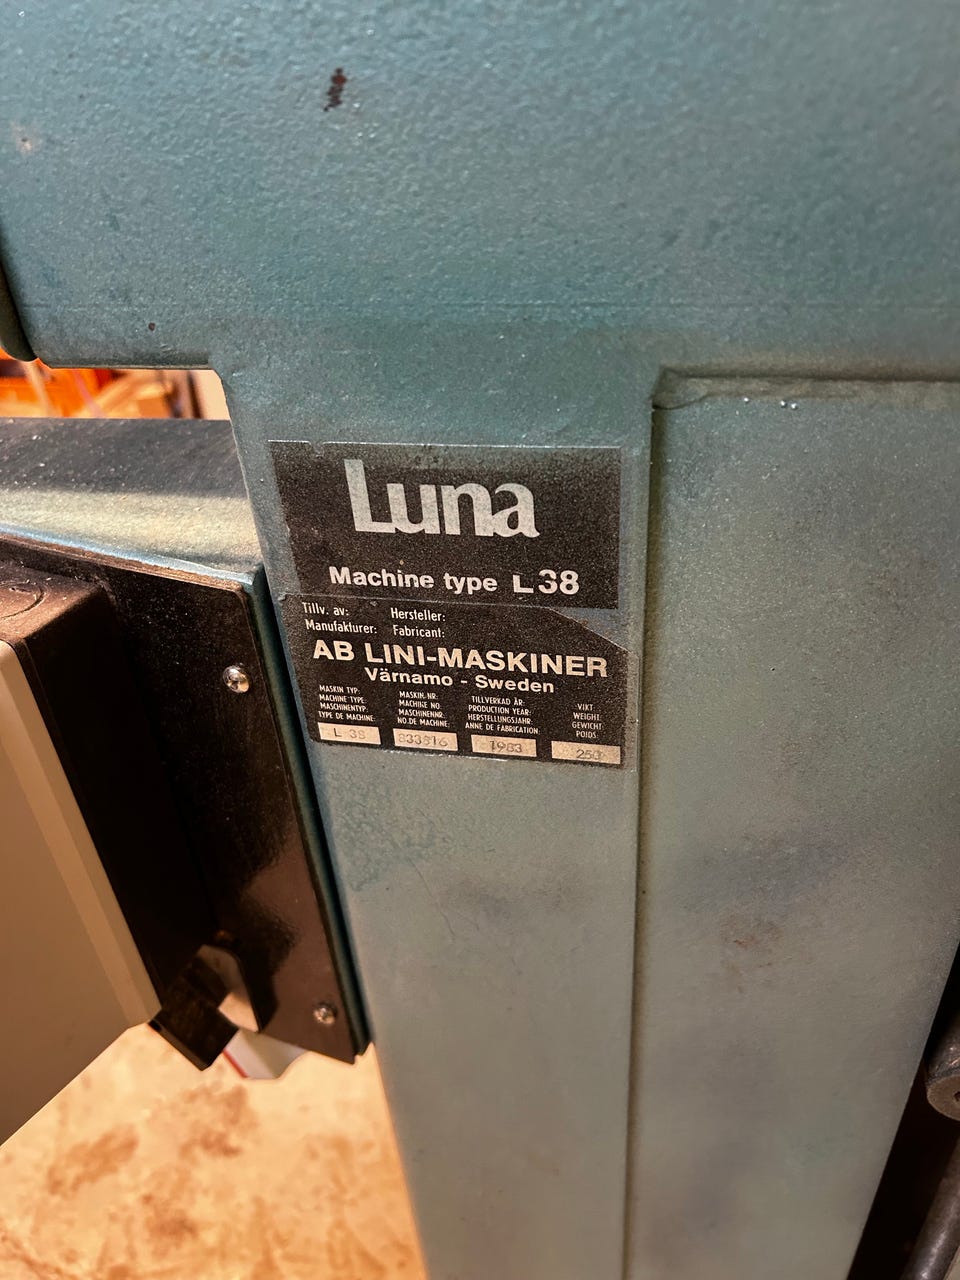 Luna
Machine type L 38
Tillv. av: Hersteller:
Manufakturer: Fabricant:
AB LINI-MASKINER
Värnamo - Sweden
MASKIN TYP: MASKIN-NR: TILLVERKAD ÅR: VIKT
MACHINE TYPE: MACHINE NO: PRODUCTION YEAR: WEIGHT
MASCHINENTYP: MASCHINENNR: HERSTELLUNGSJAHR: GEWICHT
TYPE DE MACHINE: NO. DE MACHINE: ANNE DE FABRICATION: POIDS:
L 38 1983